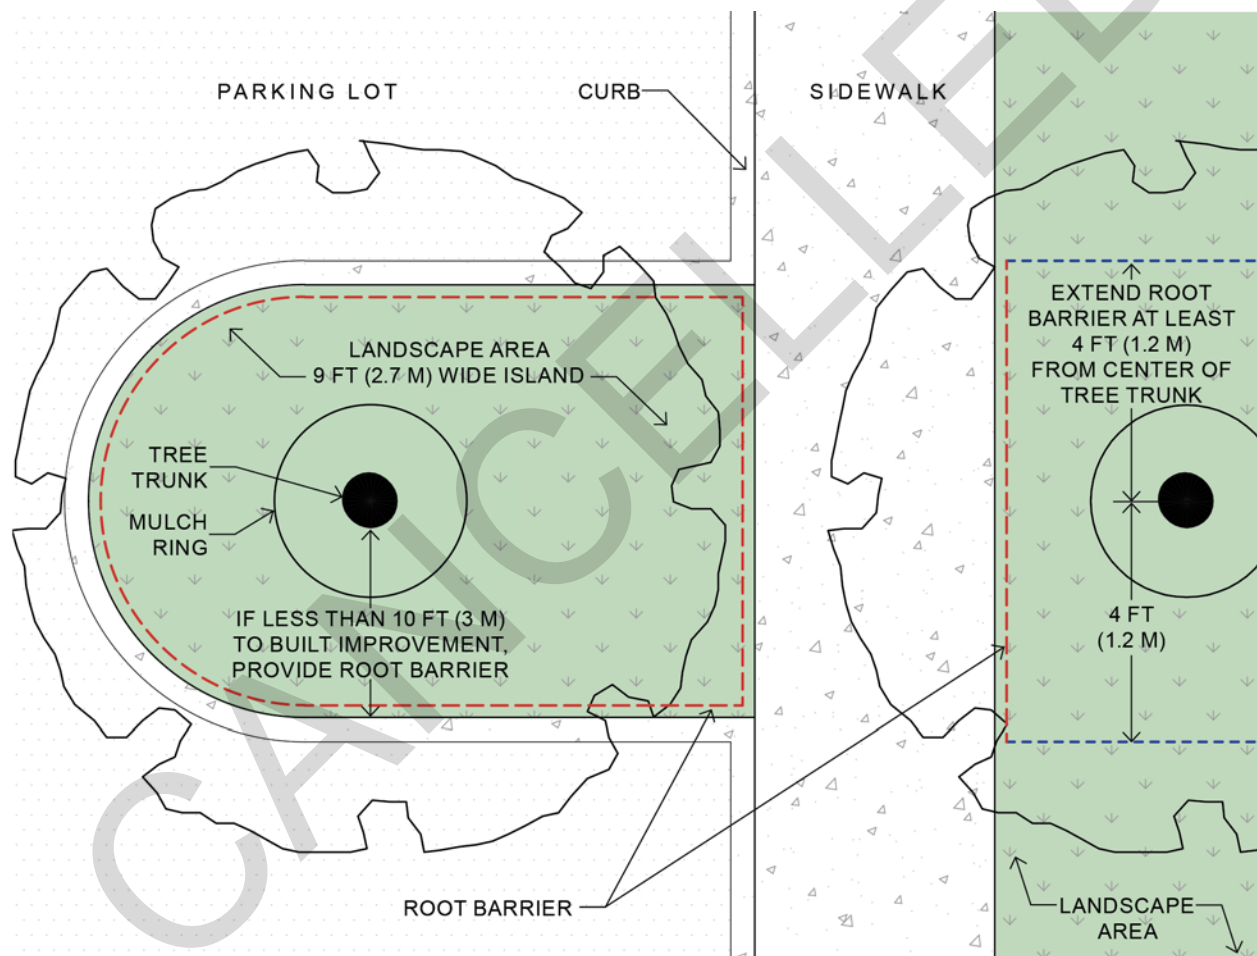 PARKING LOT
CURB
SIDEWALK
EXTEND ROOT
BARRIER AT LEAST
4 FT (1.2 M)
FROM CENTER OF
TREE TRUNK
LANDSCAPE AREA
9 FT (2.7 M) WIDE ISLAND
TREE
TRUNK
MULCH
RING
IF LESS THAN 10 FT (3 M)
TO BUILT IMPROVEMENT,
PROVIDE ROOT BARRIER
4 FT
(1.2 M)
ROOT BARRIER
LANDSCAPE
AREA
CANCELLED